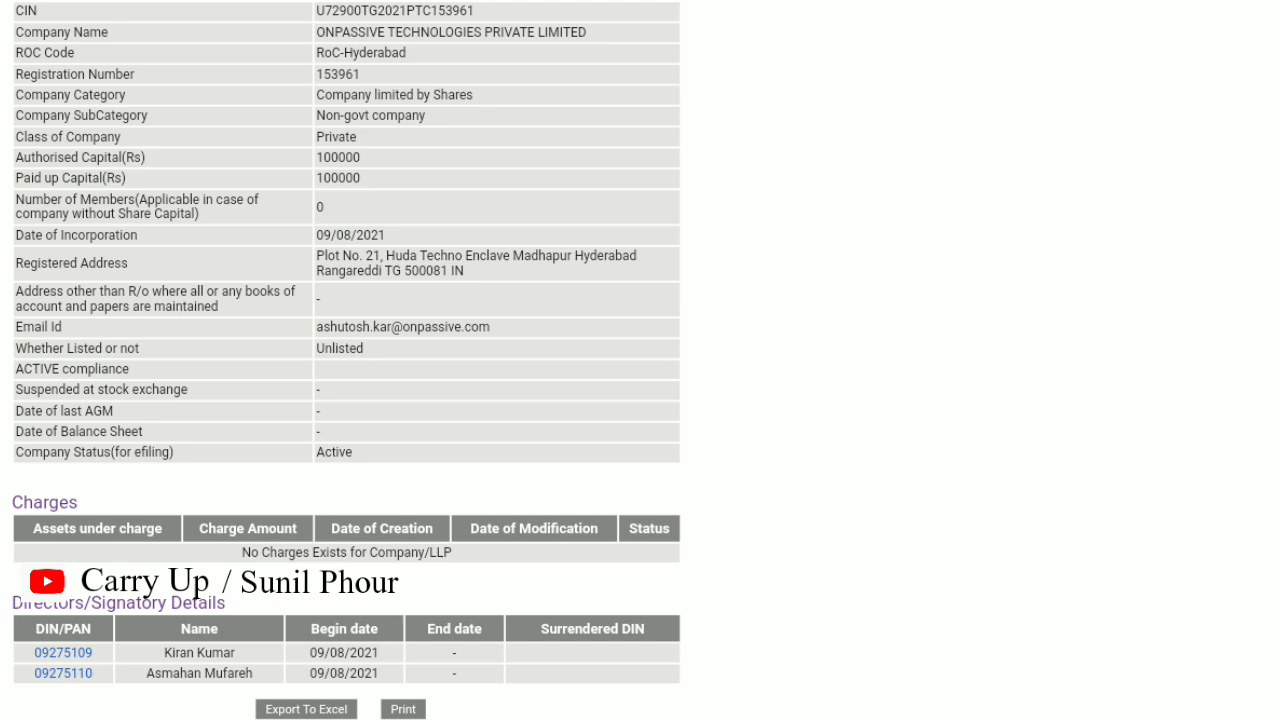 CIN U72900TG2021PTC153961
Company Name ONPASSIVE TECHNOLOGIES PRIVATE LIMITED
ROC Code RoC-Hyderabad
Registration Number 153961
Company Category Company limited by Shares
Company SubCategory Non-govt company
Class of Company Private
Authorised Capital(Rs) 100000
Paid up Capital(Rs) 100000
Number of Members(Applicable in case of
company without Share Capital) 0
Date of Incorporation 09/08/2021
Registered Address Plot No. 21, Huda Techno Enclave Madhapur Hyderabad
Rangareddi TG 500081 IN
Address other than R/o where all or any books of
account and papers are maintained -
Email Id ashutosh.kar@onpassive.com
Whether Listed or not Unlisted
ACTIVE compliance
Suspended at stock exchange -
Date of last AGM -
Date of Balance Sheet -
Company Status(for efiling) Active
Charges
Assets under charge Charge Amount Date of Creation Date of Modification Status
No Charges Exists for Company/LLP
Carry Up / Sunil Phour
Directors/Signatory Details
DIN/PAN Name Begin date End date Surrendered DIN
09275109 Kiran Kumar 09/08/2021 -
09275110 Asmahan Mufareh 09/08/2021 -
Export To Excel Print